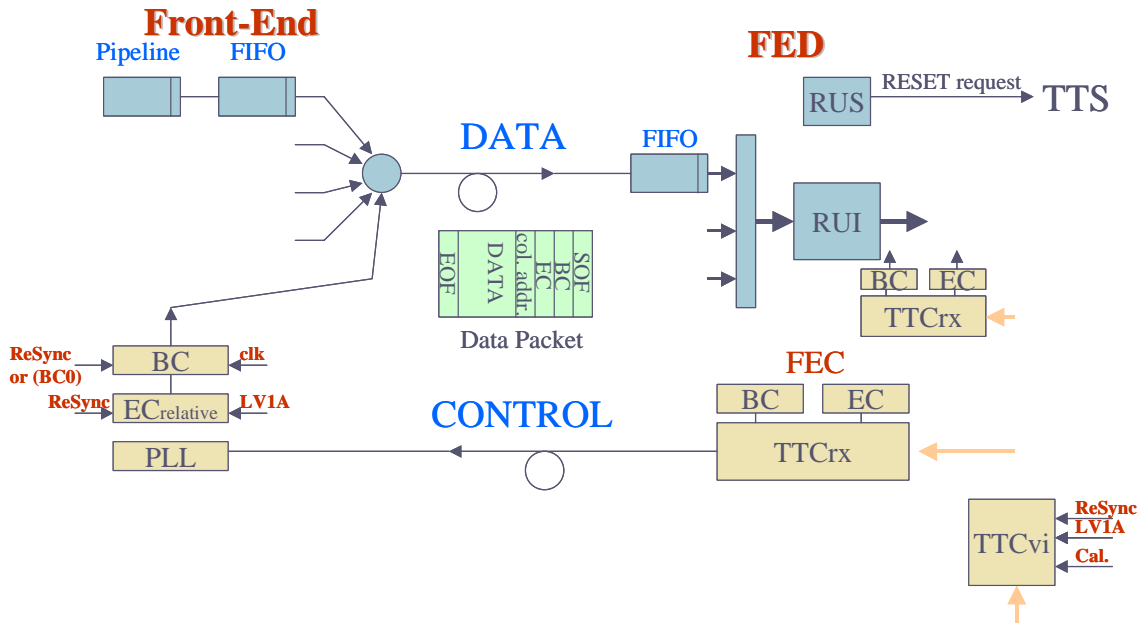 Front-End
FED
Pipeline
FIFO
RUS
RESET request
TTS
DATA
FIFO
RUI
EOF
DATA
col. addr.
EC
BC
SOF
Data Packet
BC
EC
TTCrx
ReSync
or (BC0)
BC
clk
ReSync
ECrelative
LV1A
PLL
CONTROL
FEC
BC
EC
TTCrx
TTCvi
ReSync
LV1A
Cal.